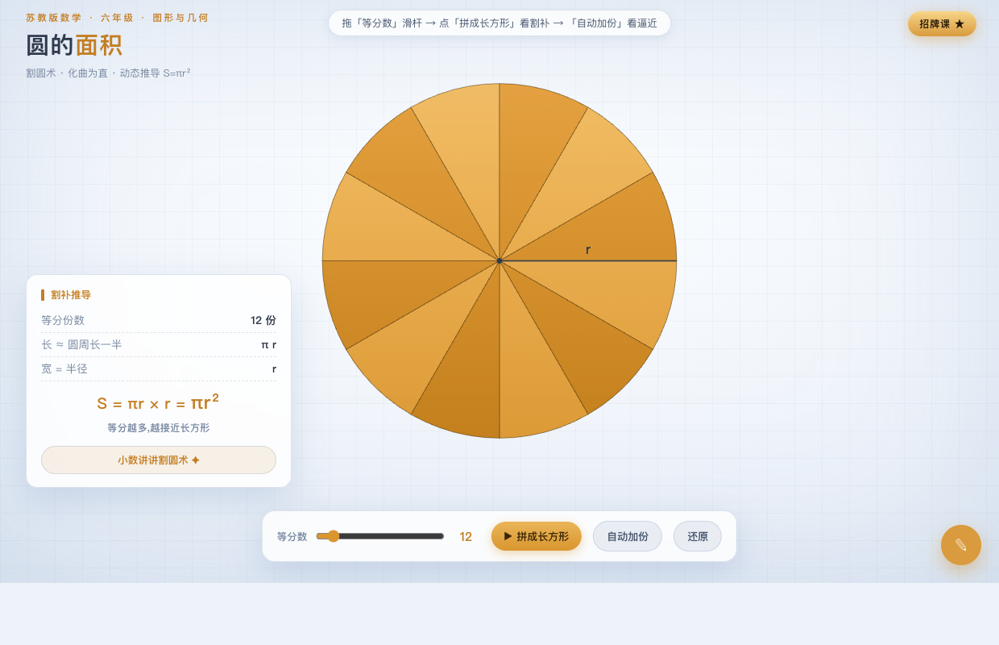 苏教版数学 · 六年级 · 图形与几何
圆的面积
割圆术 · 化曲为直 · 动态推导 S=πr²
拖「等分数」滑杆 → 点「拼成长方形」看割补 → 「自动加份」看逼近
招牌课 ★
r
割补推导
等分份数 12 份
长 ≈ 圆周长一半 π r
宽 = 半径 r
S = πr × r = πr²
等分越多,越接近长方形
小数讲讲割圆术 ✦
等分数 12 ▶ 拼成长方形 自动加份 还原